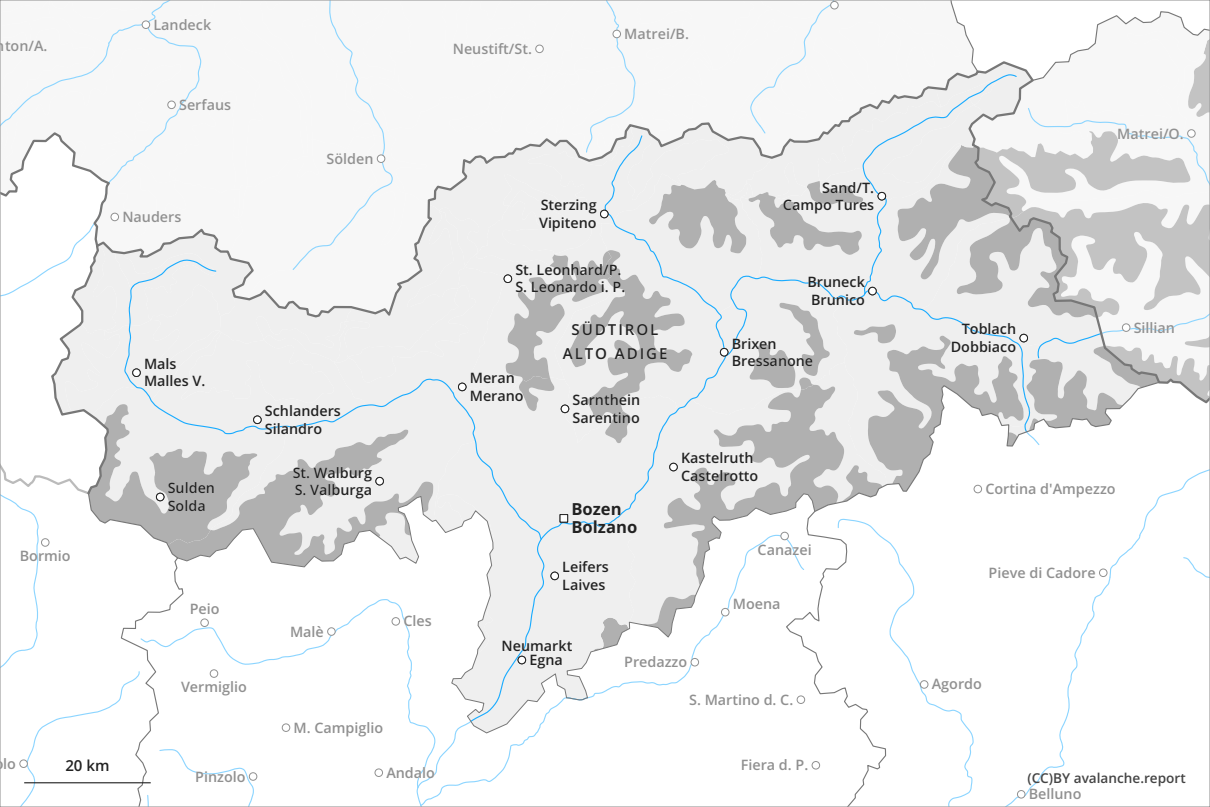 Landeck
Matrei/B.
Neustift/St.
Serfaus
Matrei/O.
Sölden
Sand/T.
Campo Tures
Sterzing
Vipiteno
Nauders
St. Leonhard/P.
S. Leonardo i. P.
Bruneck
Brunico
SÜDTIROL
ALTO ADIGE
Toblach
Dobbiaco
Sillian
Brixen
Bressanone
Mals
Malles V.
Meran
Merano
Sarnthein
Sarentino
Schlanders
Silandro
Kastelruth
Castelrotto
St. Walburg
S. Valburga
Sulden
Solda
Cortina d'Ampezzo
Bozen
Bolzano
Bormio
Canazei
Leifers
Laives
Pieve di Cadore
Peio
Moena
Cles
Malè
Neumarkt
Egna
Predazzo
Vermiglio
Agordo
S. Martino d. C.
M. Campiglio
20 km
Fiera d. P.
Pinzolo
Andalo
(CC)BY avalanche.report
Belluno